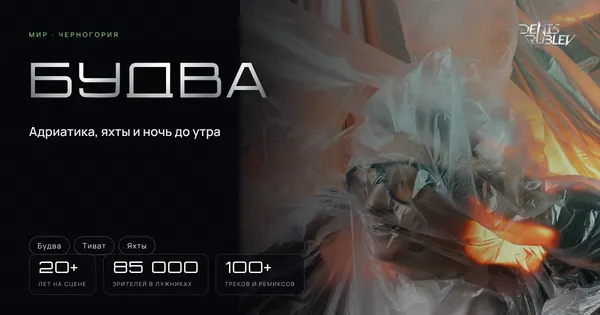 МИР · ЧЕРНОГОРИЯ
DENIS
RUBLEV
БУДВА
Адриатика, яхты и ночь до утра
Будва Тиват Яхты
20+ 85 000 100+
ЛЕТ НА СЦЕНЕ ЗРИТЕЛЕЙ В ЛУЖНИКАХ ТРЕКОВ И РЕМИКСОВ